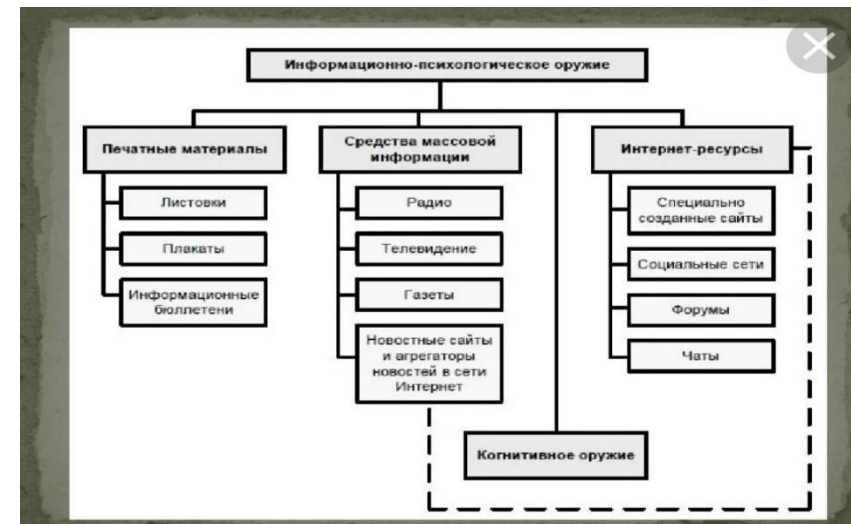 Информационно-психологическое оружие
Печатные материалы
Листовки
Плакаты
Информационные
бюллетени
Средства массовой
информации
Радио
Телевидение
Газеты
Новостные сайты
и агрегаторы
новостей в сети
Интернет
Интернет-ресурсы
Специально
созданные сайты
Социальные сети
Форумы
Чаты
Когнитивное оружие